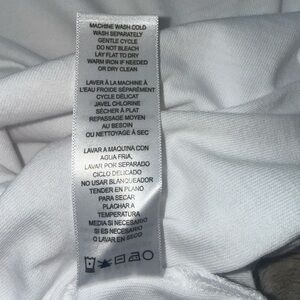 MACHINE WASH COLD
WASH SEPARATELY
GENTLE CYCLE
DO NOT BLEACH
LAY FLAT TO DRY
WARM IRON IF NEEDED
OR DRY CLEAN
LAVER À LA MACHINE À
L'EAU FROIDE SÉPARÉMENT
CYCLE DÉLICAT
JAVEL CHLORINE
SÉCHER À PLAT
REPASSAGE MOYEN
AU BESOIN
OU NETTOYAGE À SEC
LAVAR A MAQUINA CON
AGUA FRIA,
LAVAR POR SEPARADO
CICLO DELICADO
NO USAR BLANQUEADOR
TENDER EN PLANO
PARA SECAR
PLACHAR A
TEMPERATURA
MEDIA SI ES NECESARIO
SI ES NECESARIO
O LAVAR EN SECO